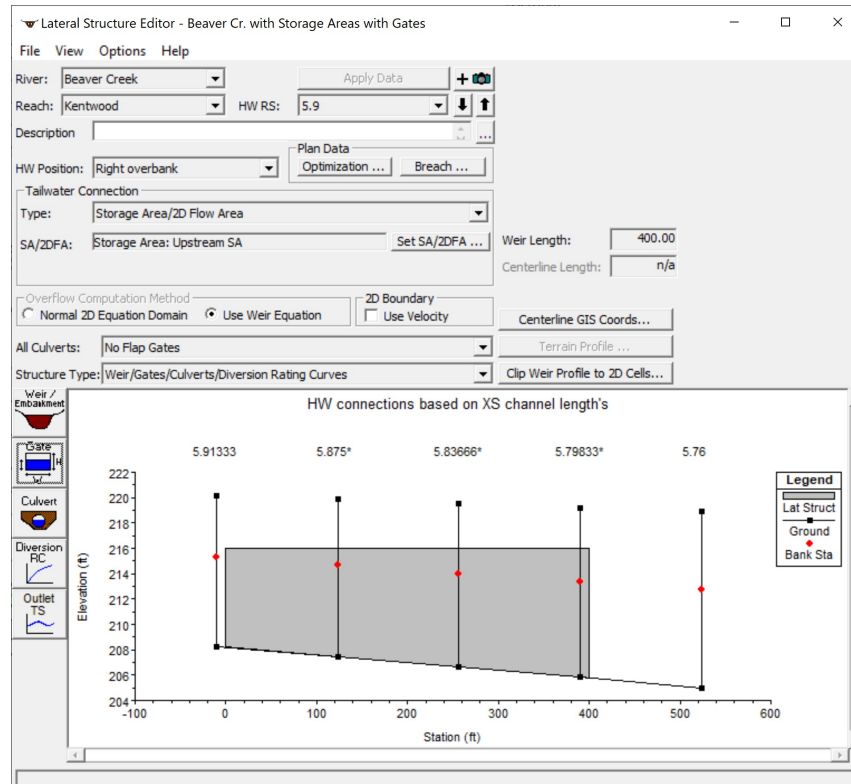 Lateral Structure Editor - Beaver Cr. with Storage Areas with Gates
File View Options Help
River: Beaver Creek Apply Data
Reach: Kentwood HW RS: 5.9
Description ...
Plan Data
HW Position: Right overbank Optimization ... Breach ...
Tailwater Connection
Type: Storage Area/2D Flow Area
SA/2DFA: Storage Area: Upstream SA Set SA/2DFA ... Weir Length: 400.00
Centerline Length: n/a
Overflow Computation Method 2D Boundary
Normal 2D Equation Domain Use Weir Equation Use Velocity Centerline GIS Coords...
All Culverts: No Flap Gates Terrain Profile ...
Structure Type: Weir/Gates/Culverts/Diversion Rating Curves Clip Weir Profile to 2D Cells...
Weir / Embankment
Gate
H
W
Culvert
Diversion RC
Outlet TS
HW connections based on XS channel length's
5.91333 5.875* 5.83666* 5.79833* 5.76
222
220
218
216
214
212
210
208
206
204
Elevation (ft)
-100 0 100 200 300 400 500 600
Station (ft)
Legend
Lat Struct
Ground
Bank Sta